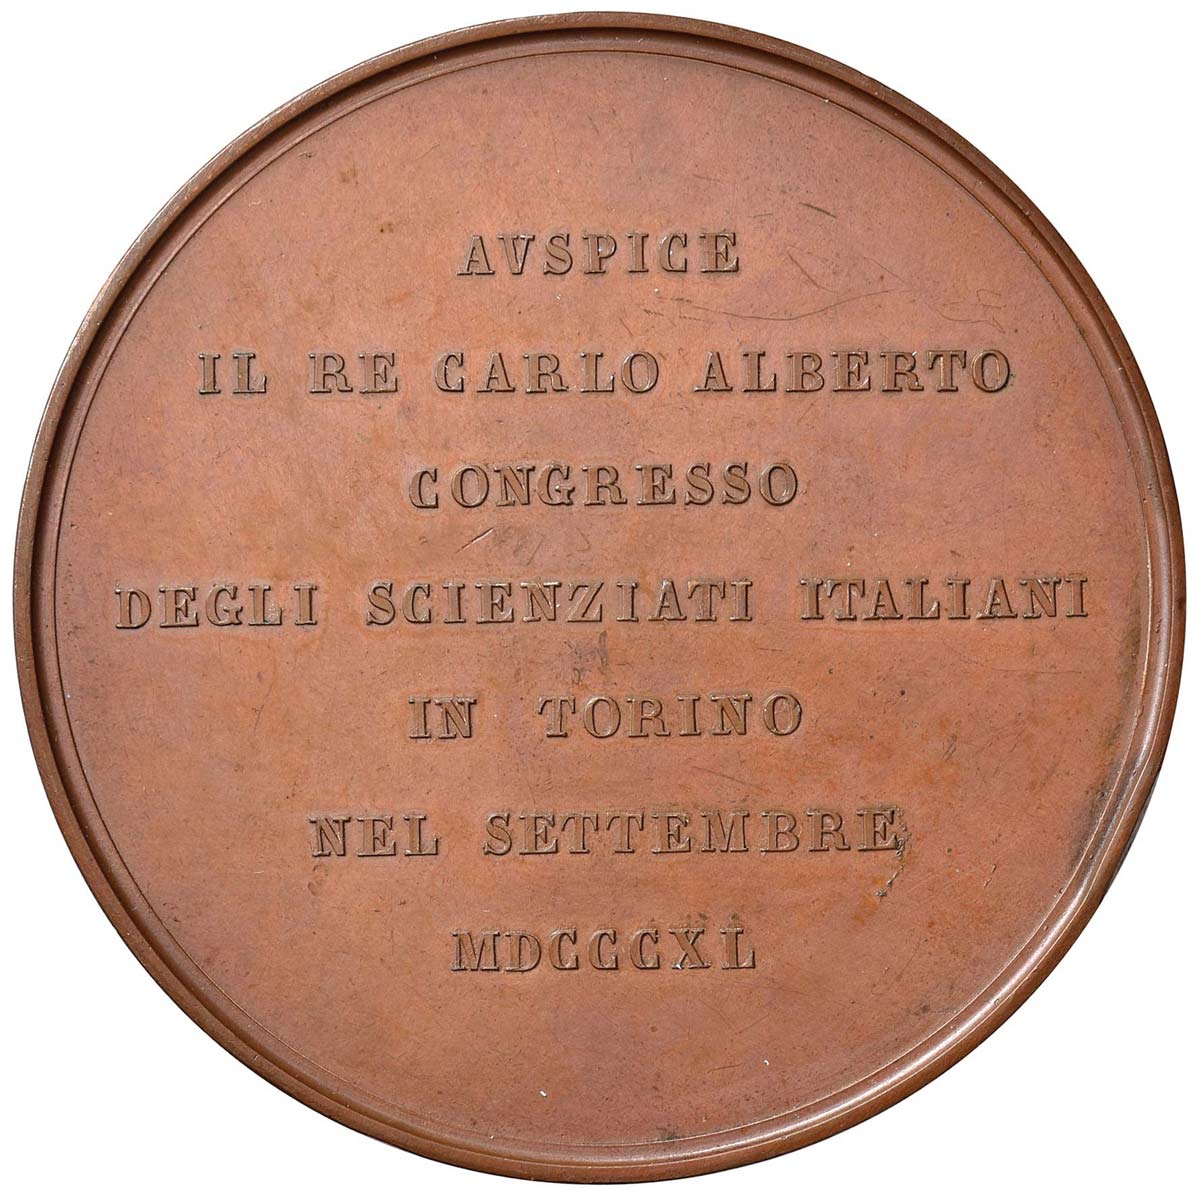 AVSPICE
IL RE CARLO ALBERTO
CONGRESSO
DEGLI SCIENZIATI ITALIANI
IN TORINO
NEL SETTEMBRE
MDCCCXL